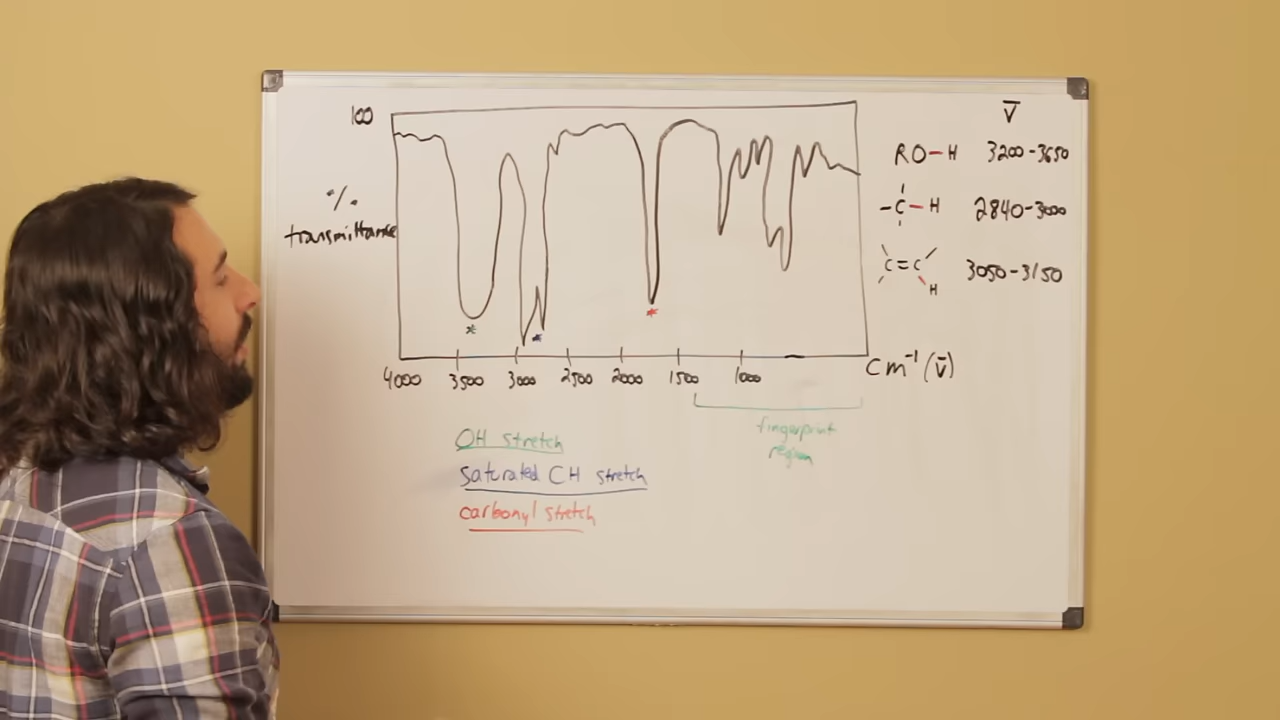 100
%
transmittance
4000 3500 3000 2500 2000 1500 1000
cm⁻¹ (ν̅)
fingerprint
region
OH stretch
saturated CH stretch
carbonyl stretch
ν̅
RO-H 3200-3650
-C-H 2840-3000
C=C 3050-3150
H